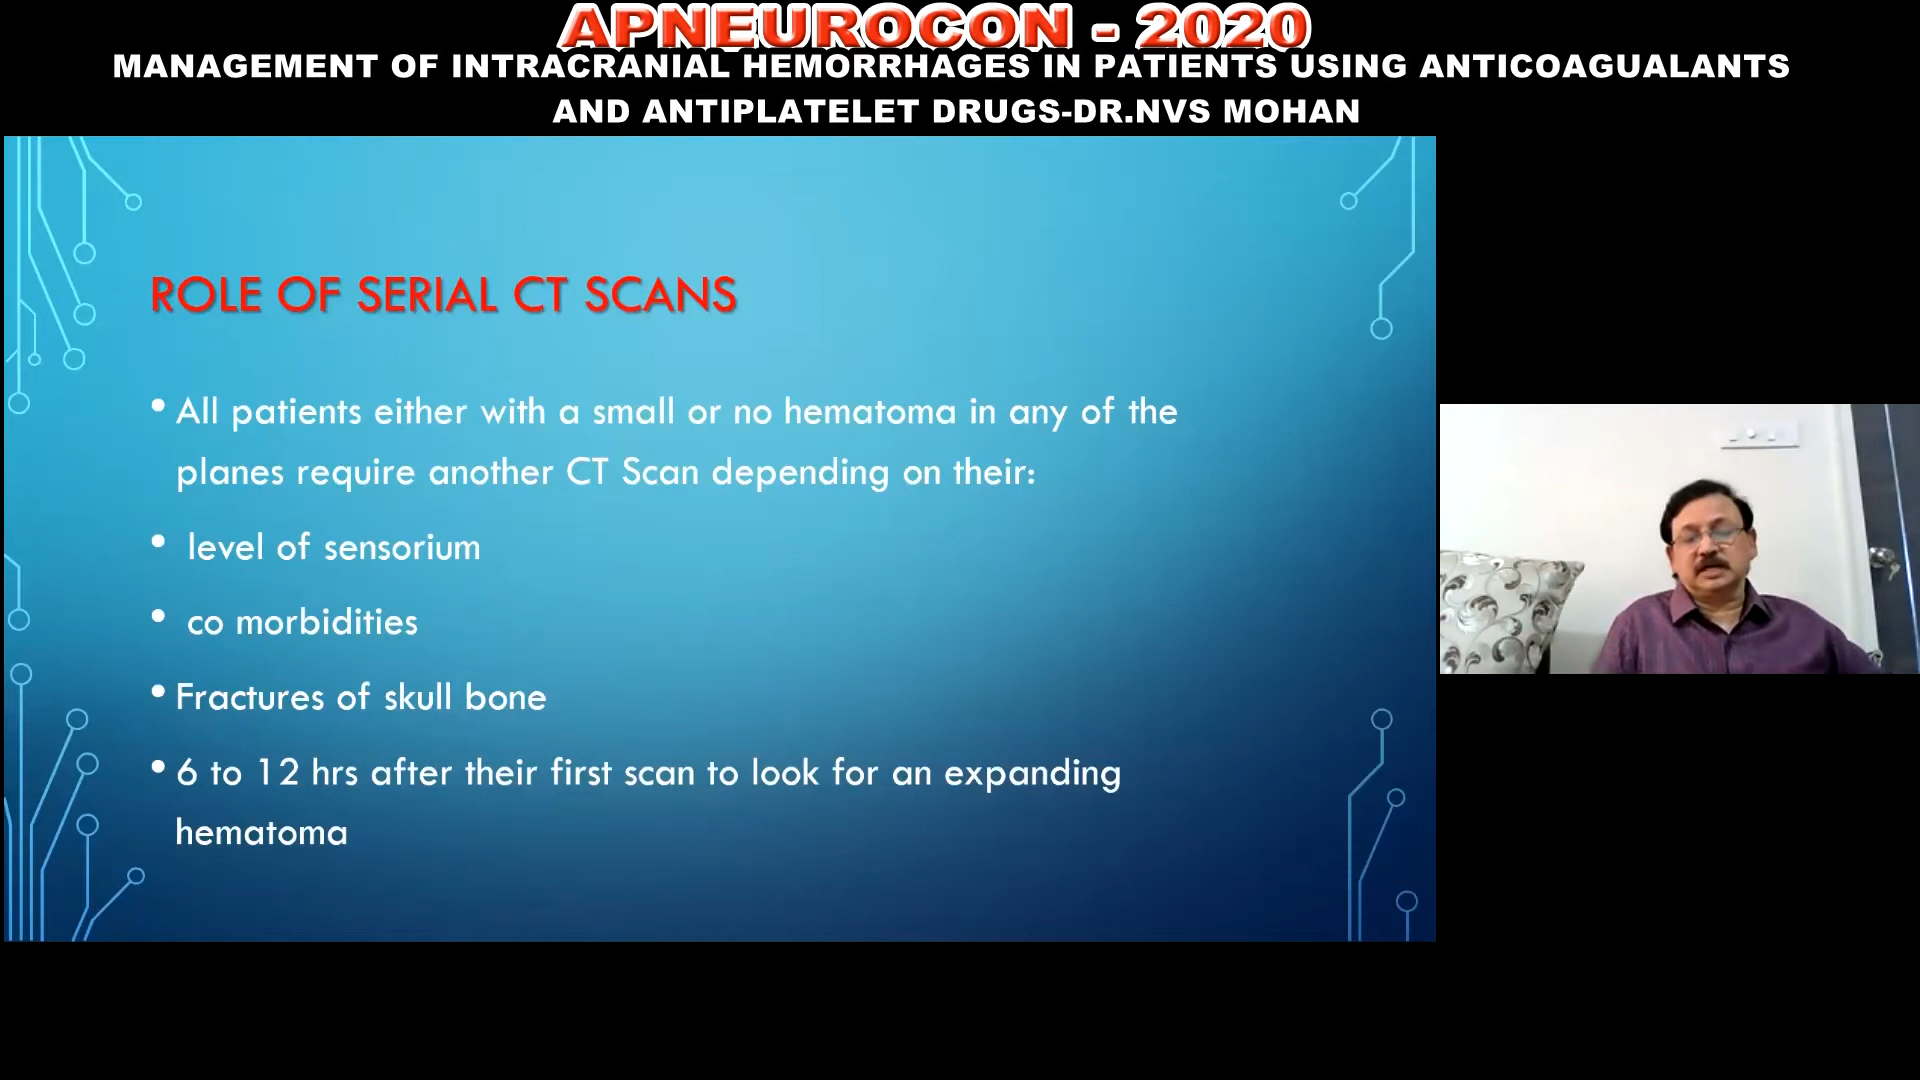 APNEUROCON - 2020
MANAGEMENT OF INTRACRANIAL HEMORRHAGES IN PATIENTS USING ANTICOAGUALANTS
AND ANTIPLATELET DRUGS-DR.NVS MOHAN
ROLE OF SERIAL CT SCANS
• All patients either with a small or no hematoma in any of the
planes require another CT Scan depending on their:
• level of sensorium
• co morbidities
• Fractures of skull bone
• 6 to 12 hrs after their first scan to look for an expanding
hematoma